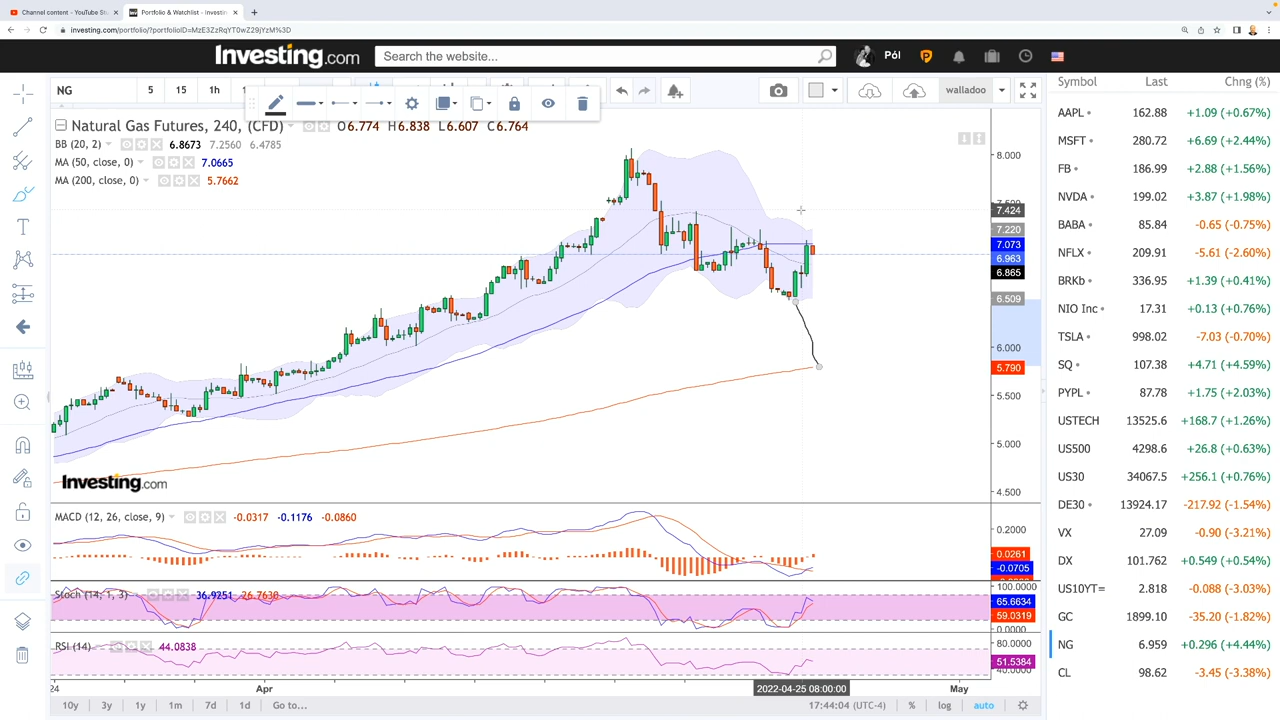 Channel content - YouTube Stu
Portfolio & Watchlist - Investin
investing.com/portfolio/?portfolioID=MzE3ZzRqYT0wZ29jYzM%3D
Investing.com
Search the website...
Pól
NG 5 15 1h
walladoo
Natural Gas Futures, 240, (CFD) O6.774 H6.838 L6.607 C6.764
BB (20, 2) 6.8673 7.2560 6.4785
MA (50, close, 0) 7.0665
MA (200, close, 0) 5.7662
8.000
7.424
7.220
7.073
6.963
6.865
6.509
6.000
5.790
5.500
5.000
4.500
Investing.com
MACD (12, 26, close, 9) -0.0317 -0.1176 -0.0860
0.2000
0.0261
-0.0705
Stoch (14, 1, 3) 36.9251 26.7630
100.0000
65.6634
59.0319
0.0000
RSI (14) 44.0838
80.0000
51.5384
24 Apr 2022-04-25 08:00:00 May
10y 3y 1y 1m 7d 1d Go to... 17:44:04 (UTC-4) % log auto
Symbol Last Chng (%)
AAPL 162.88 +1.09 (+0.67%)
MSFT 280.72 +6.69 (+2.44%)
FB 186.99 +2.88 (+1.56%)
NVDA 199.02 +3.87 (+1.98%)
BABA 85.84 -0.65 (-0.75%)
NFLX 209.91 -5.61 (-2.60%)
BRKb 336.95 +1.39 (+0.41%)
NIO Inc 17.31 +0.13 (+0.76%)
TSLA 998.02 -7.03 (-0.70%)
SQ 107.38 +4.71 (+4.59%)
PYPL 87.78 +1.75 (+2.03%)
USTECH 13525.6 +168.7 (+1.26%)
US500 4298.6 +26.8 (+0.63%)
US30 34067.5 +256.1 (+0.76%)
DE30 13924.17 -217.92 (-1.54%)
VX 27.09 -0.90 (-3.21%)
DX 101.762 +0.549 (+0.54%)
US10YT= 2.818 -0.088 (-3.03%)
GC 1899.10 -35.20 (-1.82%)
NG 6.959 +0.296 (+4.44%)
CL 98.62 -3.45 (-3.38%)